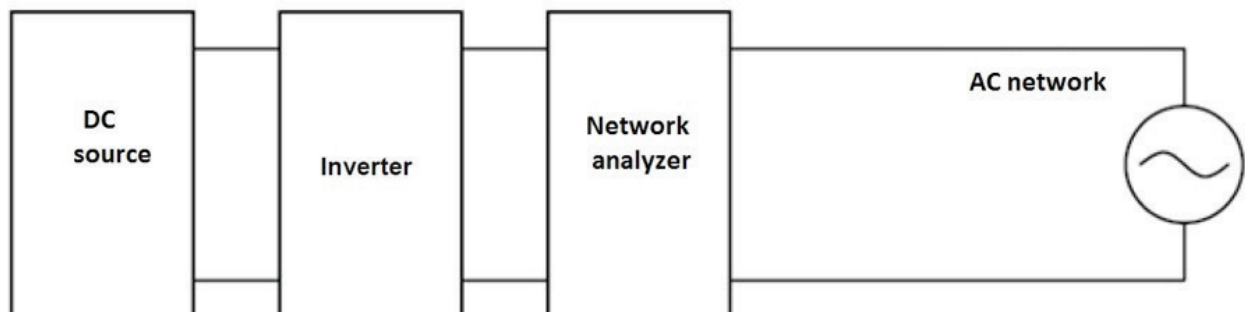 DC
source
Inverter
Network
analyzer
AC network